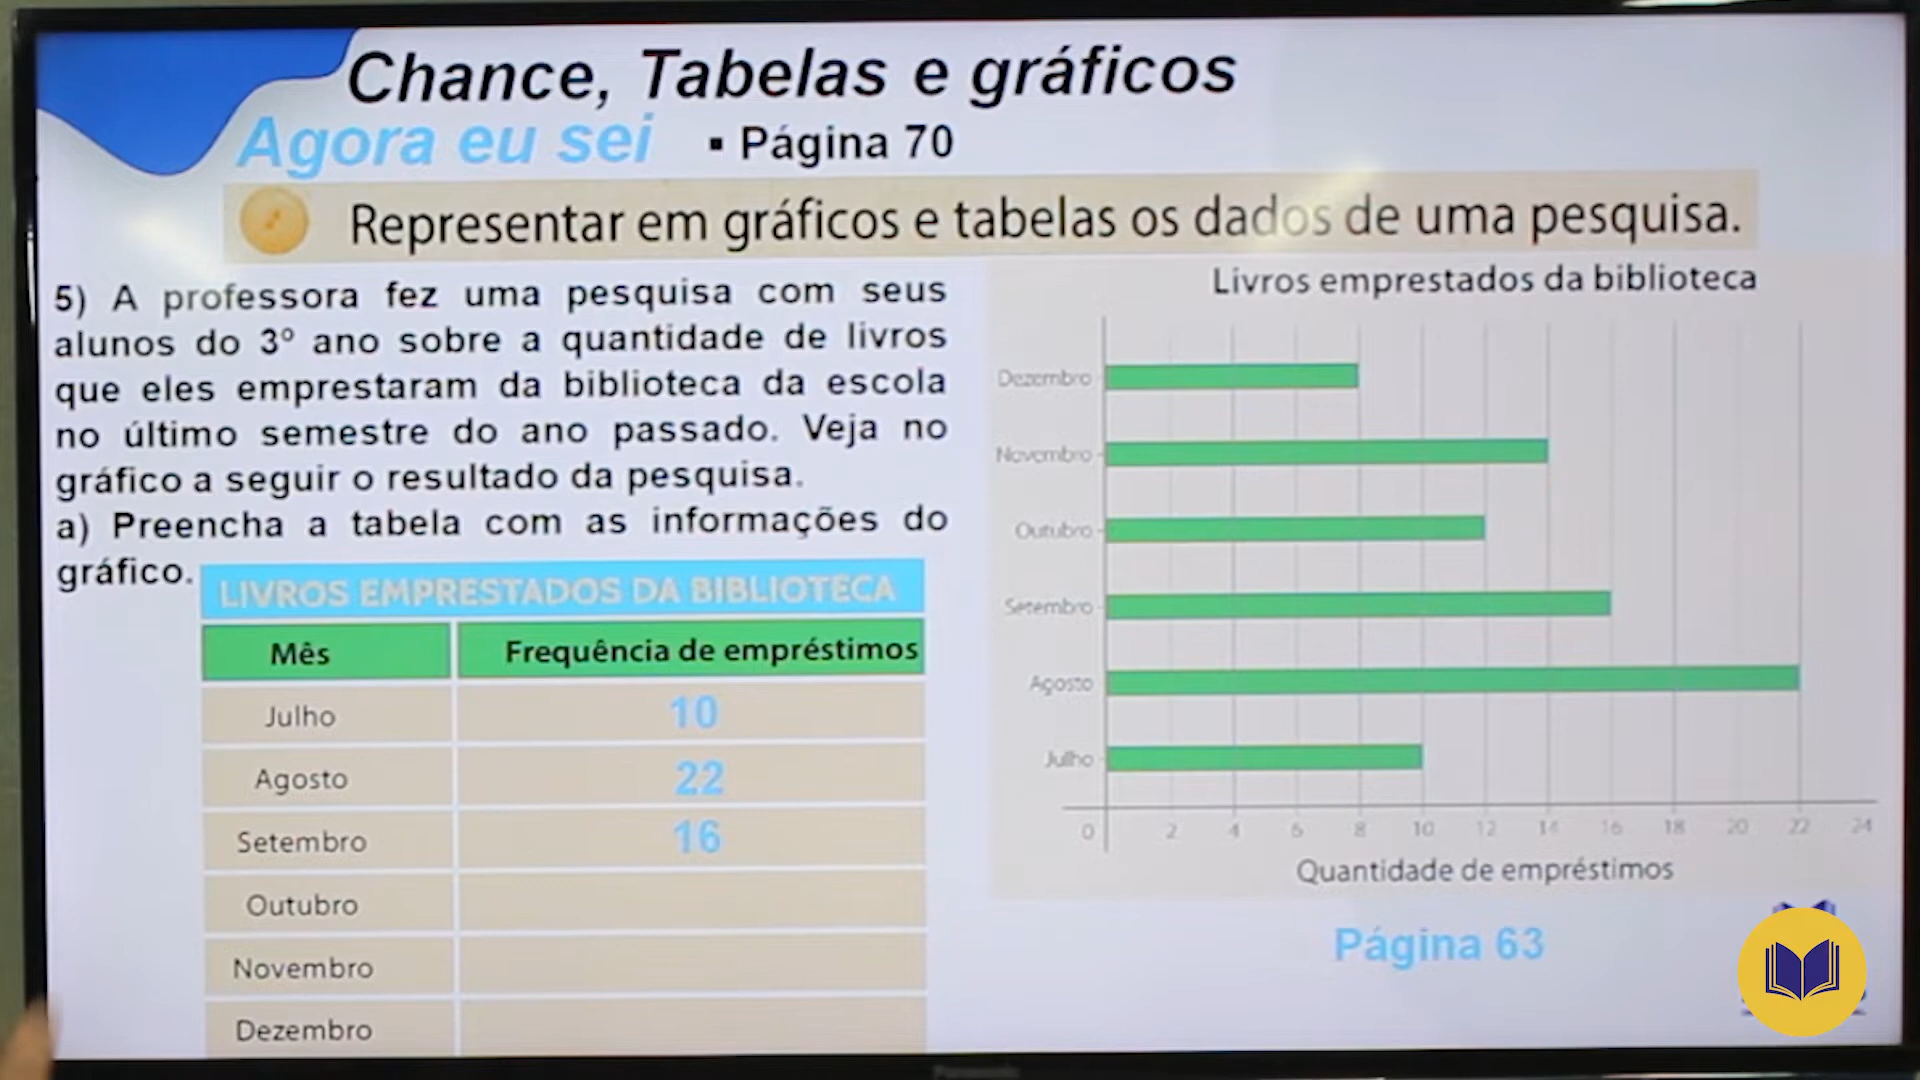 Chance, Tabelas e gráficos
Agora eu sei ▪ Página 70
Representar em gráficos e tabelas os dados de uma pesquisa.
5) A professora fez uma pesquisa com seus
alunos do 3º ano sobre a quantidade de livros
que eles emprestaram da biblioteca da escola
no último semestre do ano passado. Veja no
gráfico a seguir o resultado da pesquisa.
a) Preencha a tabela com as informações do
gráfico.
LIVROS EMPRESTADOS DA BIBLIOTECA
Mês Frequência de empréstimos
Julho 10
Agosto 22
Setembro 16
Outubro
Novembro
Dezembro
Livros emprestados da biblioteca
Dezembro
Novembro
Outubro
Setembro
Agosto
Julho
0 2 4 6 8 10 12 14 16 18 20 22 24
Quantidade de empréstimos
Página 63
Panasonic